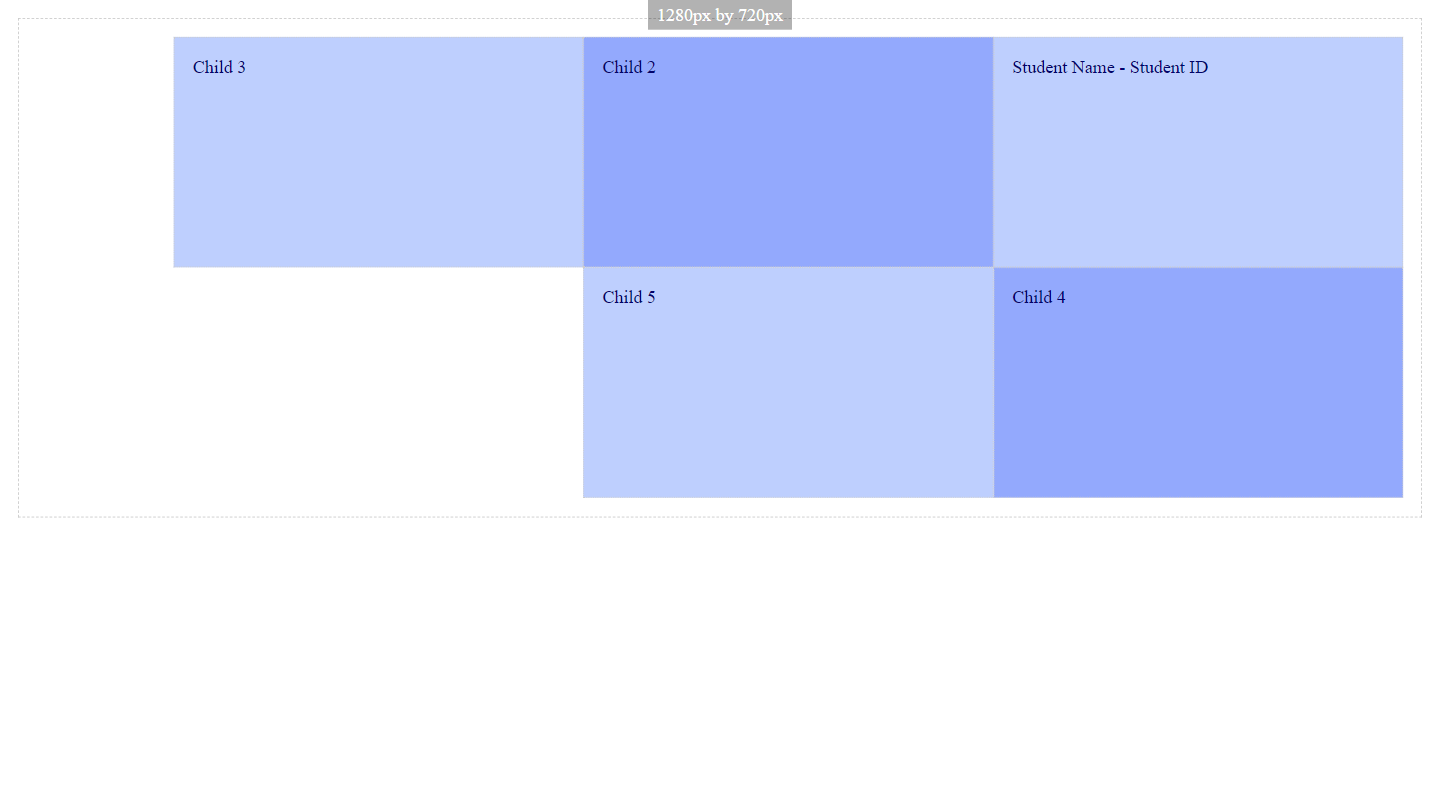 1280px by 720px
Child 3
Child 2
Student Name - Student ID
Child 5
Child 4